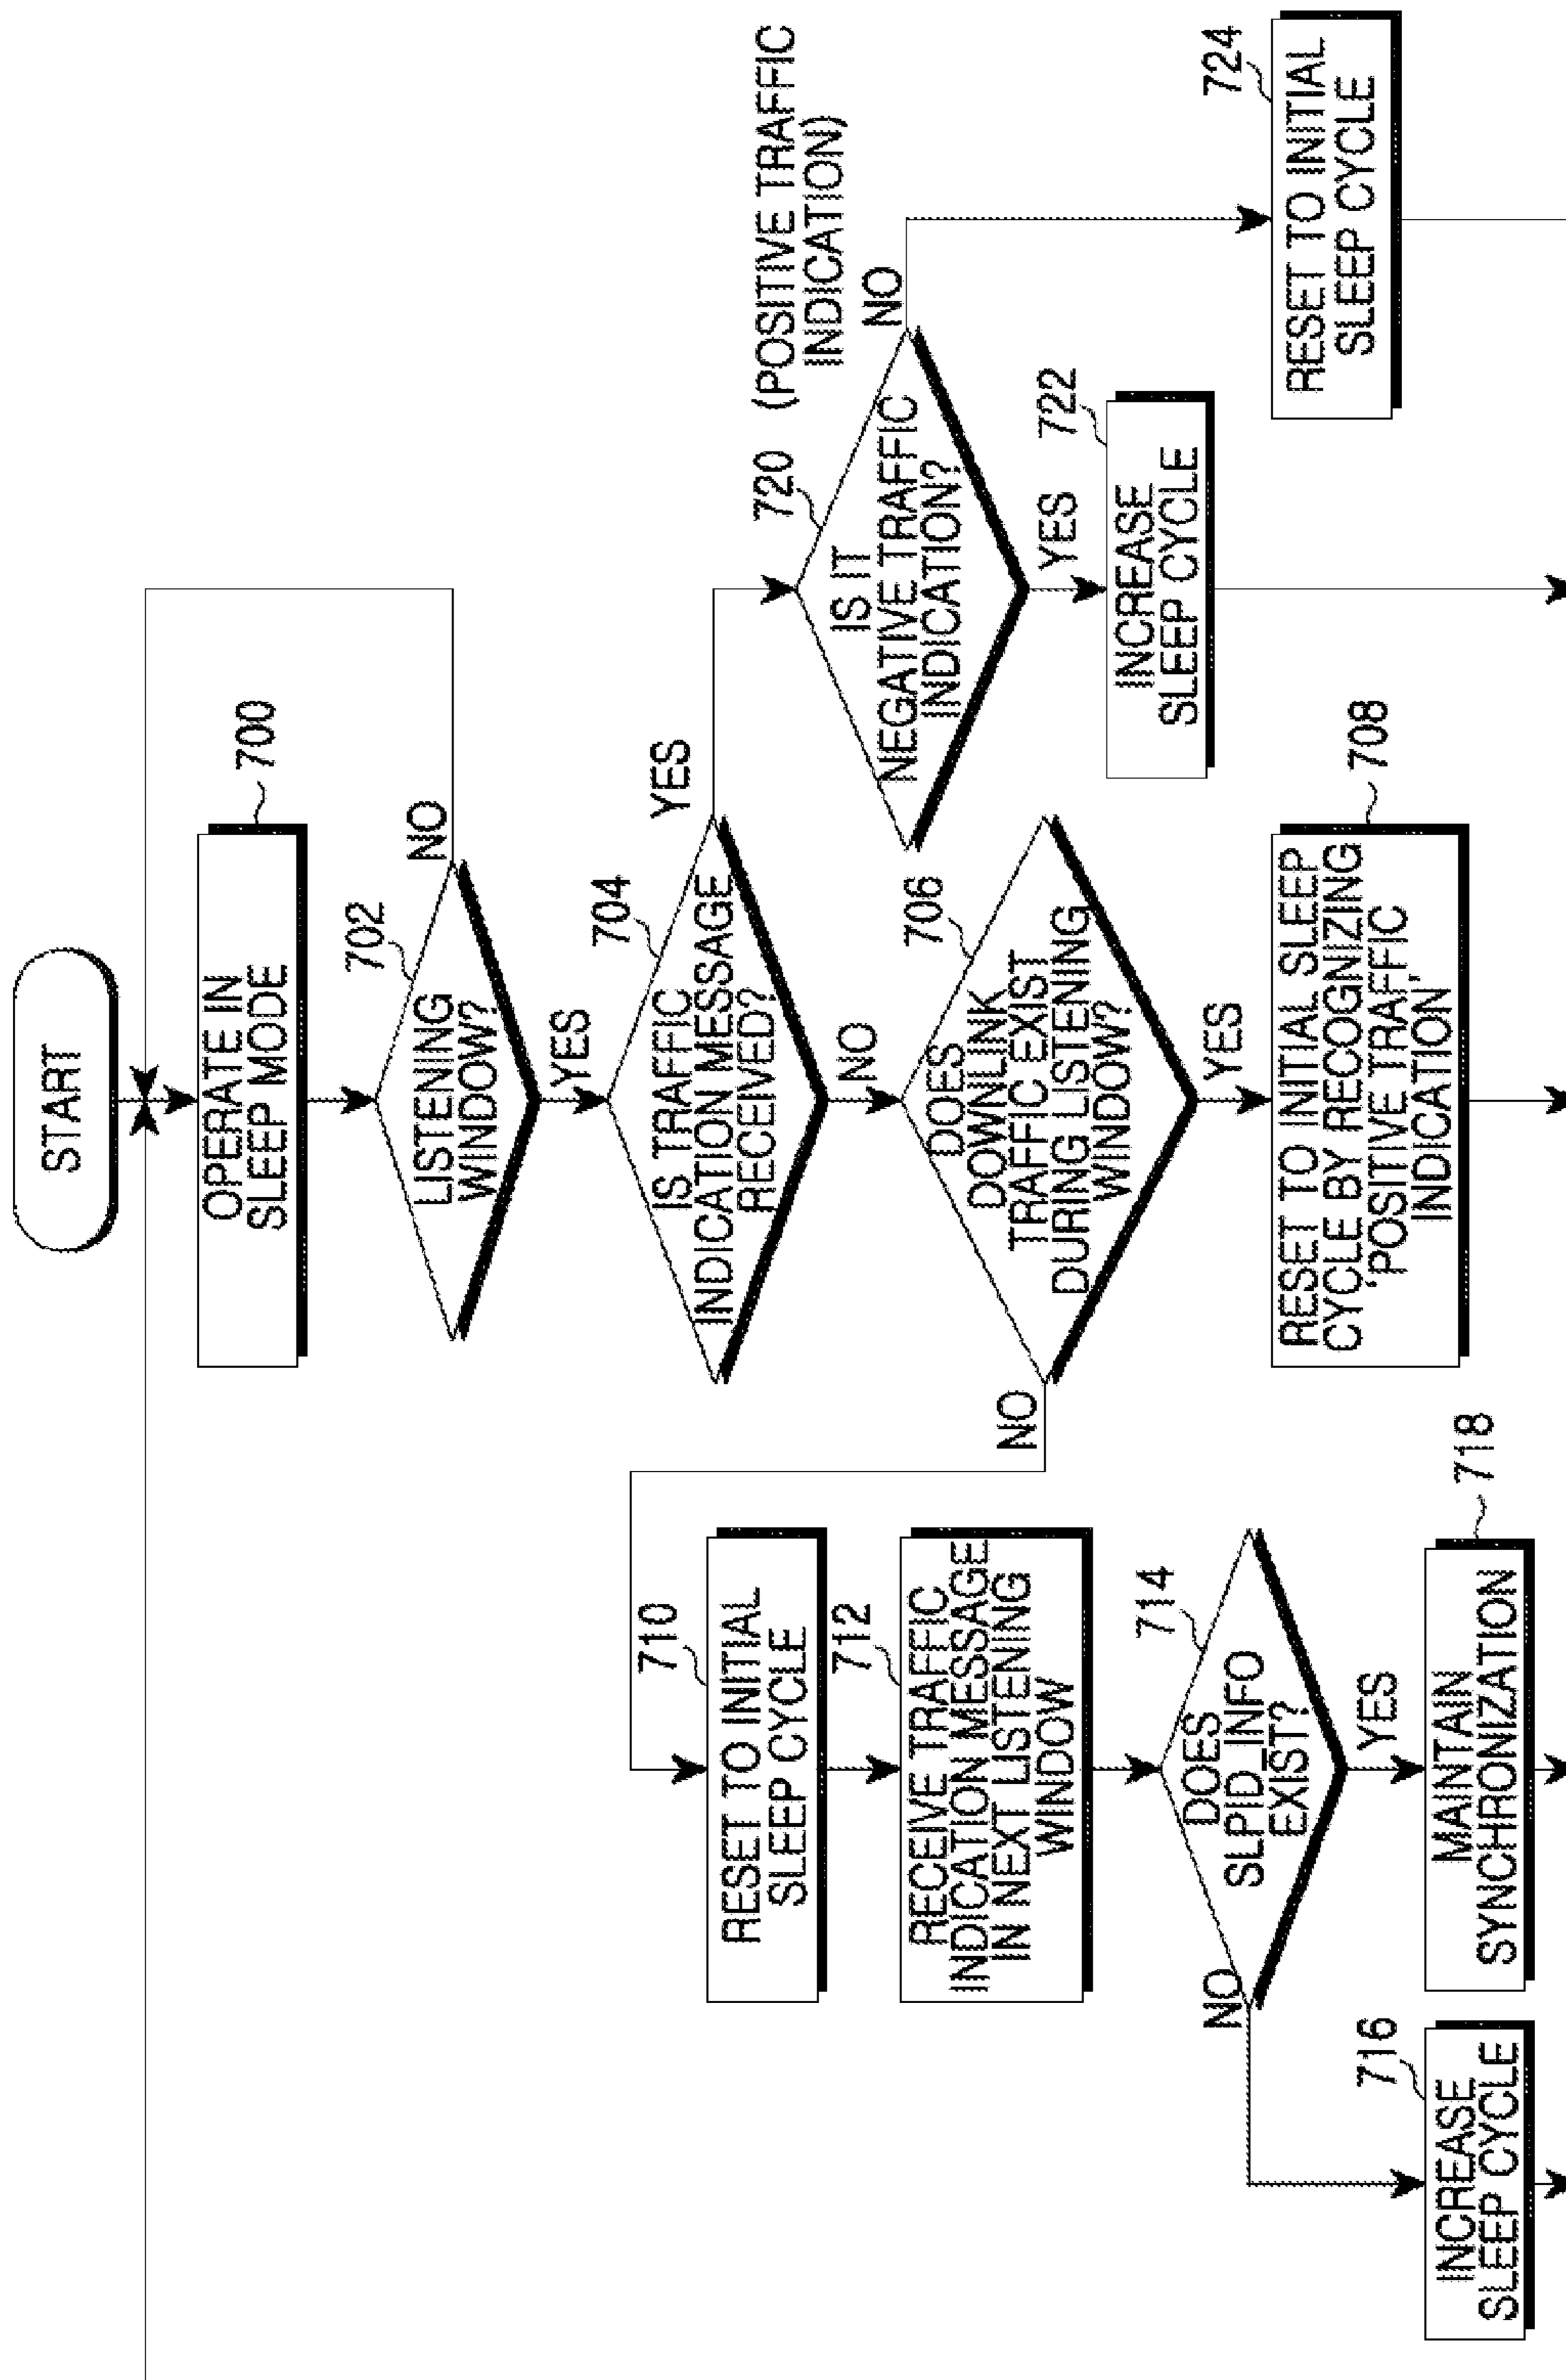 START
OPERATE IN
SLEEP MODE
700
LISTENING
WINDOW?
702
NO
YES
IS TRAFFIC
INDICATION MESSAGE
RECEIVED?
704
YES
NO
DOES
DOWNLINK
TRAFFIC EXIST
DURING LISTENING
WINDOW?
706
NO
YES
RESET TO INITIAL SLEEP
CYCLE BY RECOGNIZING
'POSITIVE TRAFFIC
INDICATION'
708
RESET TO INITIAL
SLEEP CYCLE
710
RECEIVE TRAFFIC
INDICATION MESSAGE
IN NEXT LISTENING
WINDOW
712
DOES
SLPID_INFO
EXIST?
714
NO
YES
INCREASE
SLEEP CYCLE
716
MAINTAIN
SYNCHRONIZATION
718
IS IT
NEGATIVE TRAFFIC
INDICATION?
720
(POSITIVE TRAFFIC
INDICATION)
NO
YES
INCREASE
SLEEP CYCLE
722
RESET TO INITIAL
SLEEP CYCLE
724